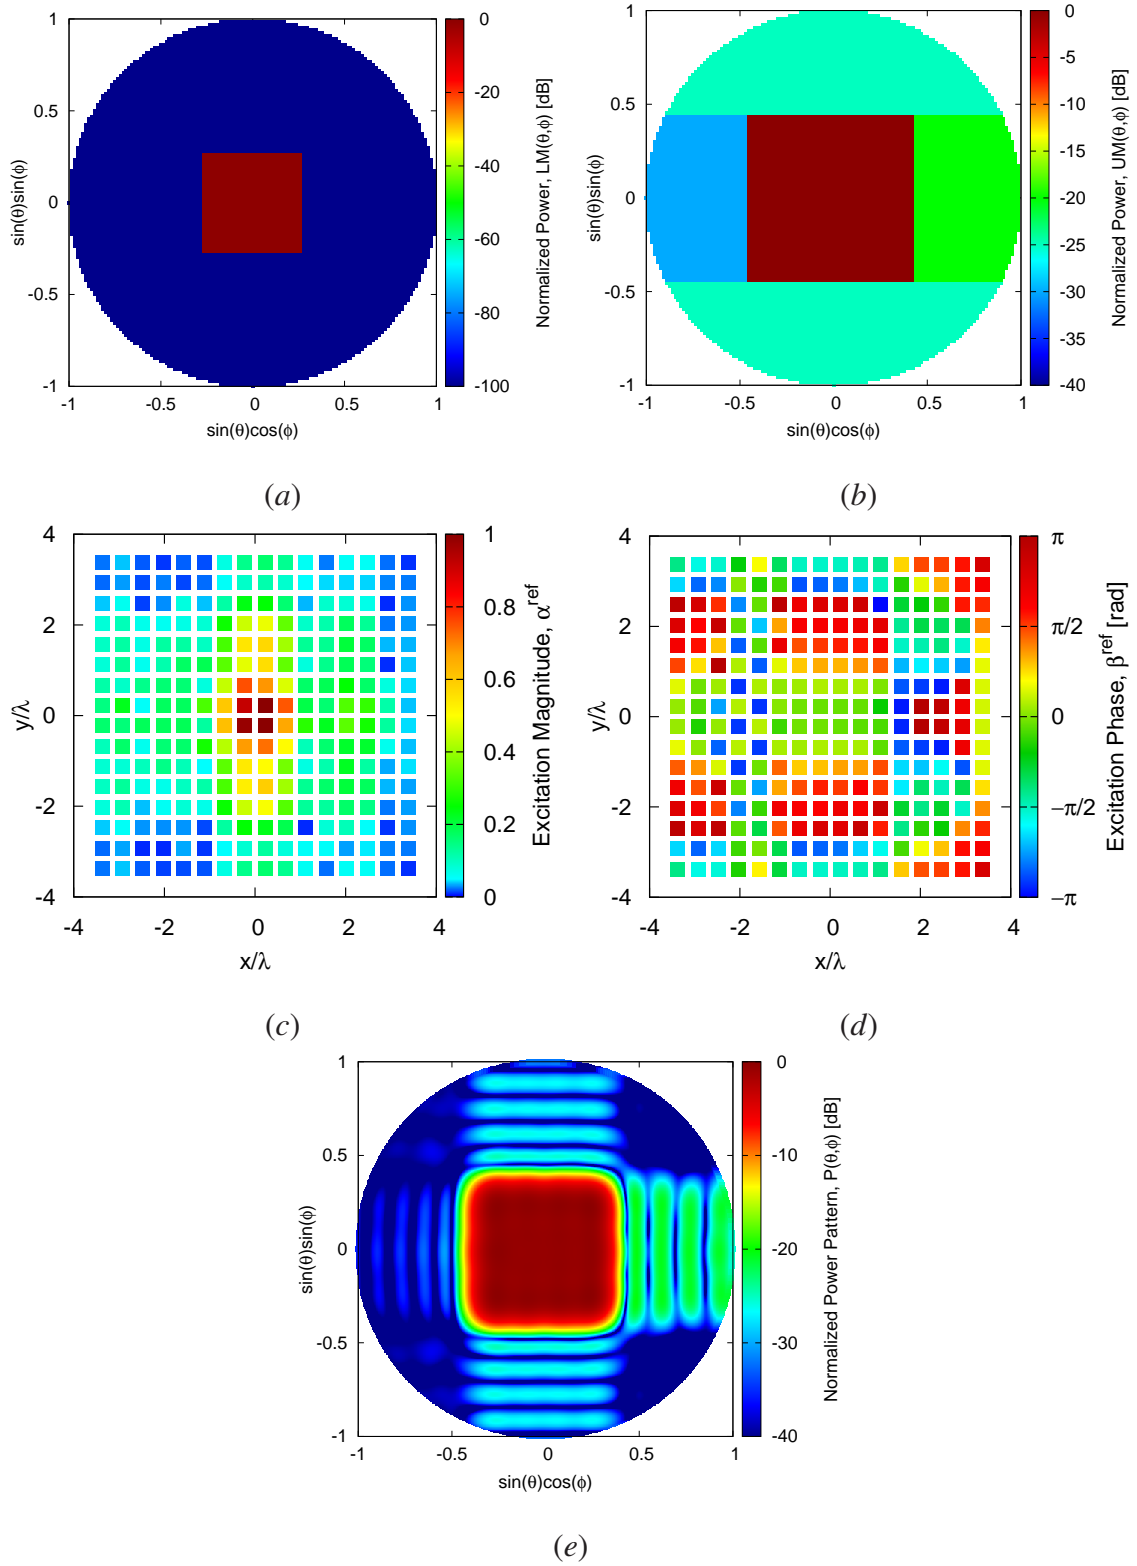 1
0.5
0
-0.5
1
-1 -0.5 0 0.5 1
sin(θ)sin(ϕ)
sin(θ)cos(ϕ)
0
-20
-40
-60
-80
-100
Normalized Power, LM(θ,ϕ) [dB]
(a)
1
0.5
0
-0.5
1
-1 -0.5 0 0.5 1
sin(θ)sin(ϕ)
sin(θ)cos(ϕ)
0
-5
-10
-15
-20
-25
-30
-35
-40
Normalized Power, UM(θ,ϕ) [dB]
(b)
4
2
0
-2
-4
-4 -2 0 2 4
y/λ
x/λ
1
0.8
0.6
0.4
0.2
0
Excitation Magnitude, α^ref
(c)
4
2
0
-2
-4
-4 -2 0 2 4
y/λ
x/λ
π
π/2
0
−π/2
−π
Excitation Phase, β^ref [rad]
(d)
1
0.5
0
-0.5
-1
-1 -0.5 0 0.5 1
sin(θ)sin(ϕ)
sin(θ)cos(ϕ)
0
-10
-20
-30
-40
Normalized Power Pattern, P(θ,ϕ) [dB]
(e)